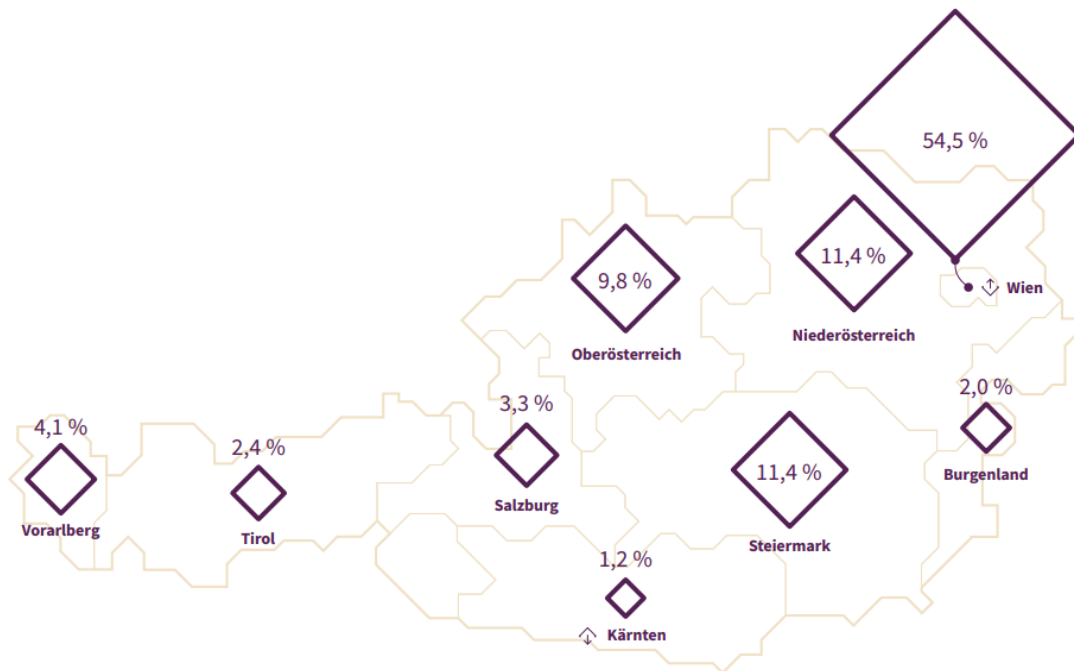 54,5 %
Wien
11,4 %
Niederösterreich
9,8 %
Oberösterreich
2,0 %
Burgenland
3,3 %
Salzburg
11,4 %
Steiermark
4,1 %
Vorarlberg
2,4 %
Tirol
1,2 %
Kärnten